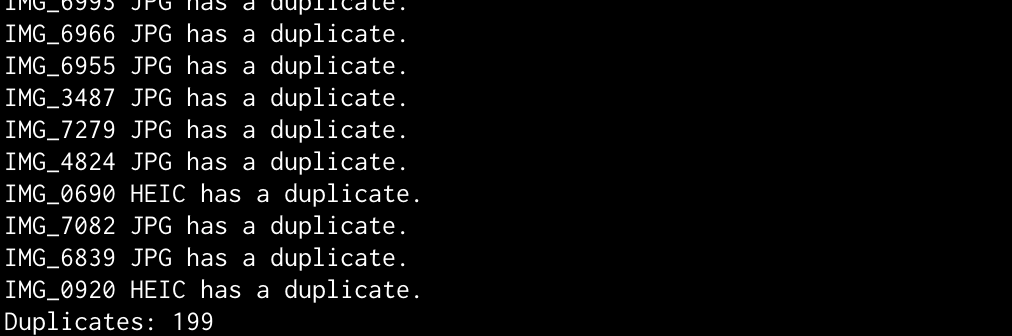 IMG_6993 JPG has a duplicate.
IMG_6966 JPG has a duplicate.
IMG_6955 JPG has a duplicate.
IMG_3487 JPG has a duplicate.
IMG_7279 JPG has a duplicate.
IMG_4824 JPG has a duplicate.
IMG_0690 HEIC has a duplicate.
IMG_7082 JPG has a duplicate.
IMG_6839 JPG has a duplicate.
IMG_0920 HEIC has a duplicate.
Duplicates: 199